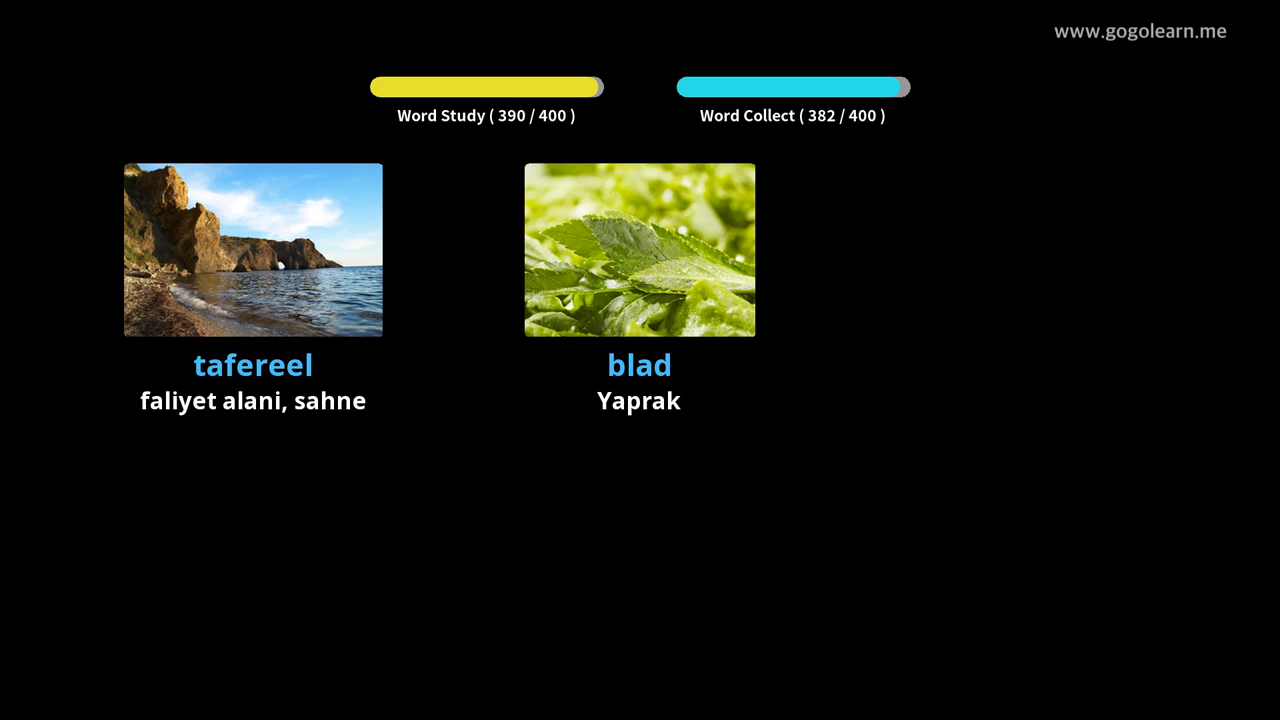 www.gogolearn.me
Word Study ( 390 / 400 )
Word Collect ( 382 / 400 )
tafereel
faliyet alani, sahne
blad
Yaprak